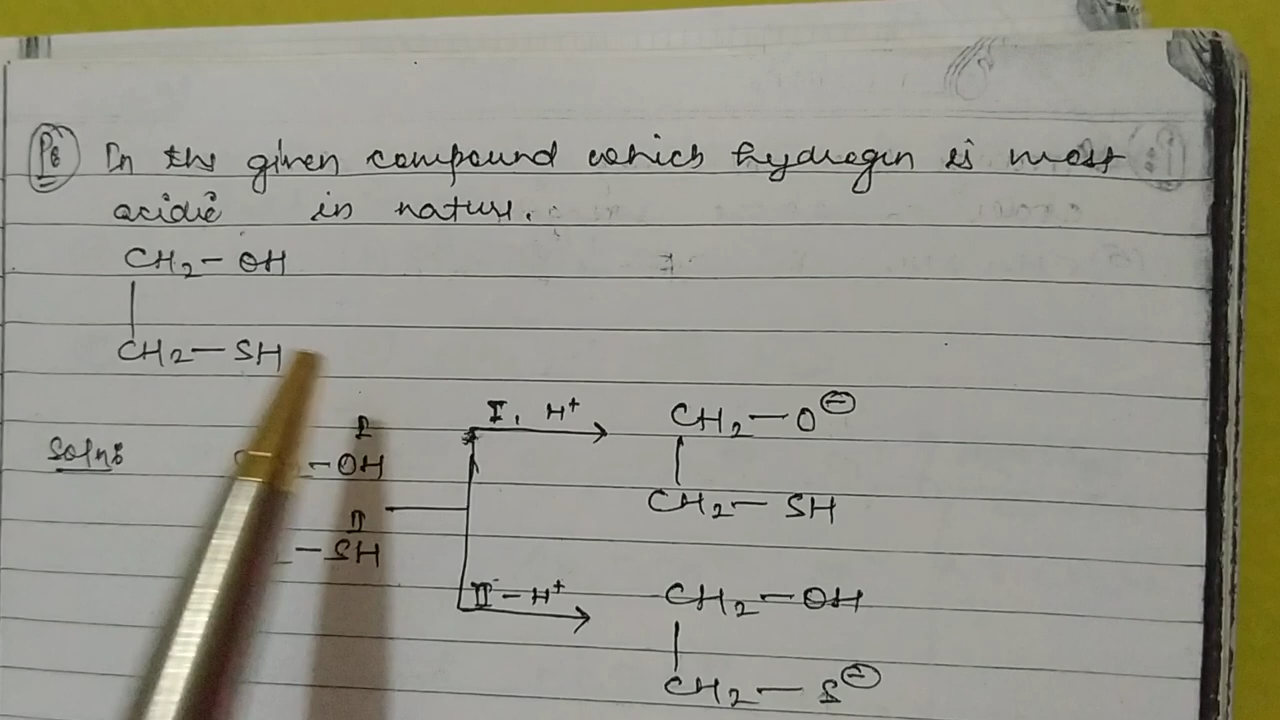 P6 In the given compound which hydrogen is most
acidic in nature.
CH2-OH
CH2-SH
Soln:
I
-OH
II
-SH
I, H+
CH2-O⊖
CH2-SH
II-H+
CH2-OH
CH2-S⊖